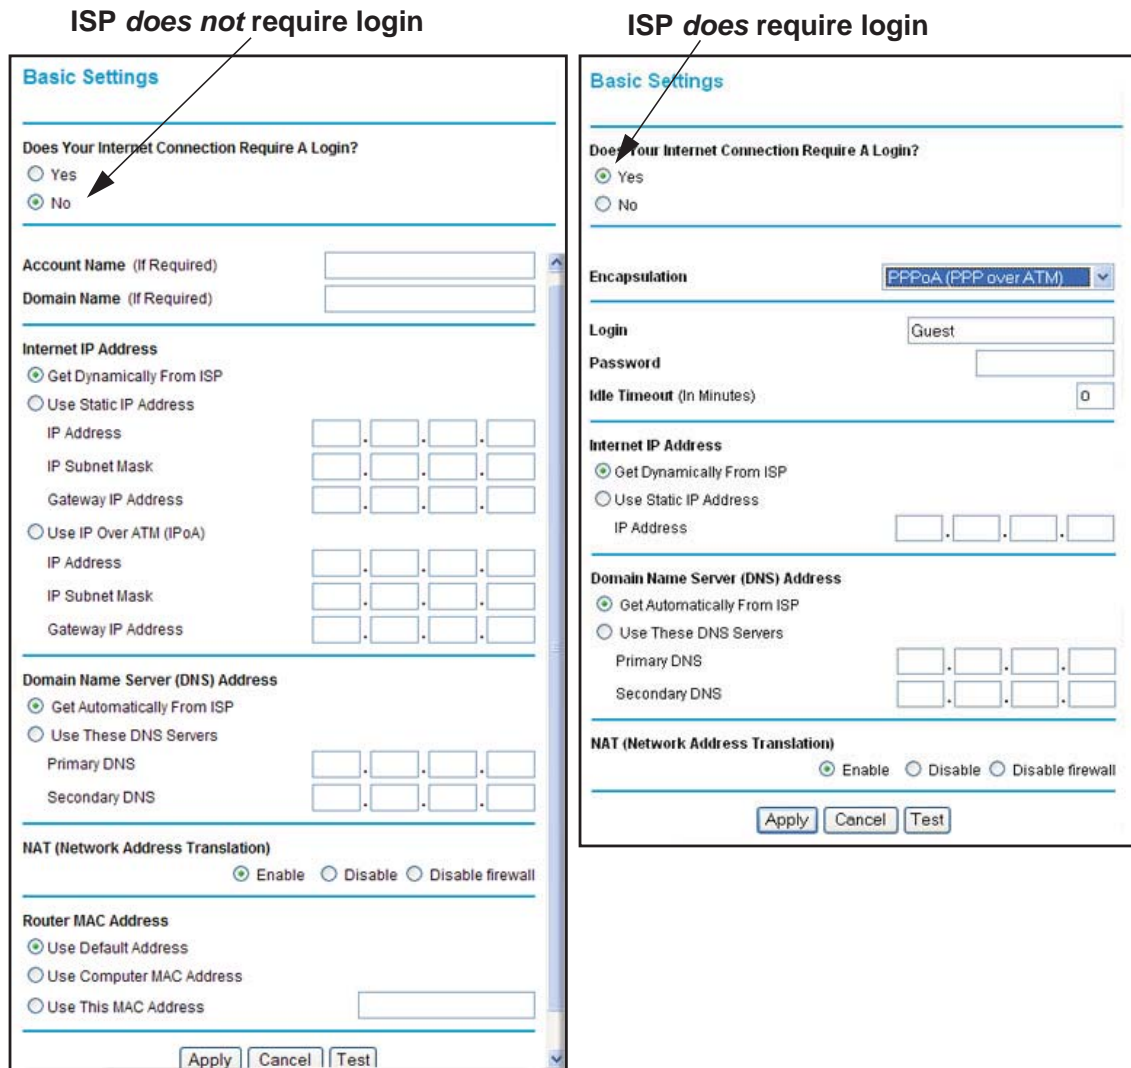 ISP does not require login
Basic Settings
Does Your Internet Connection Require A Login?
Yes
No
Account Name (If Required)
Domain Name (If Required)
Internet IP Address
Get Dynamically From ISP
Use Static IP Address
IP Address
IP Subnet Mask
Gateway IP Address
Use IP Over ATM (IPoA)
IP Address
IP Subnet Mask
Gateway IP Address
Domain Name Server (DNS) Address
Get Automatically From ISP
Use These DNS Servers
Primary DNS
Secondary DNS
NAT (Network Address Translation)
Enable Disable Disable firewall
Router MAC Address
Use Default Address
Use Computer MAC Address
Use This MAC Address
Apply Cancel Test
ISP does require login
Basic Settings
Does Your Internet Connection Require A Login?
Yes
No
Encapsulation PPPoA (PPP over ATM)
Login Guest
Password
Idle Timeout (In Minutes) 0
Internet IP Address
Get Dynamically From ISP
Use Static IP Address
IP Address
Domain Name Server (DNS) Address
Get Automatically From ISP
Use These DNS Servers
Primary DNS
Secondary DNS
NAT (Network Address Translation)
Enable Disable Disable firewall
Apply Cancel Test